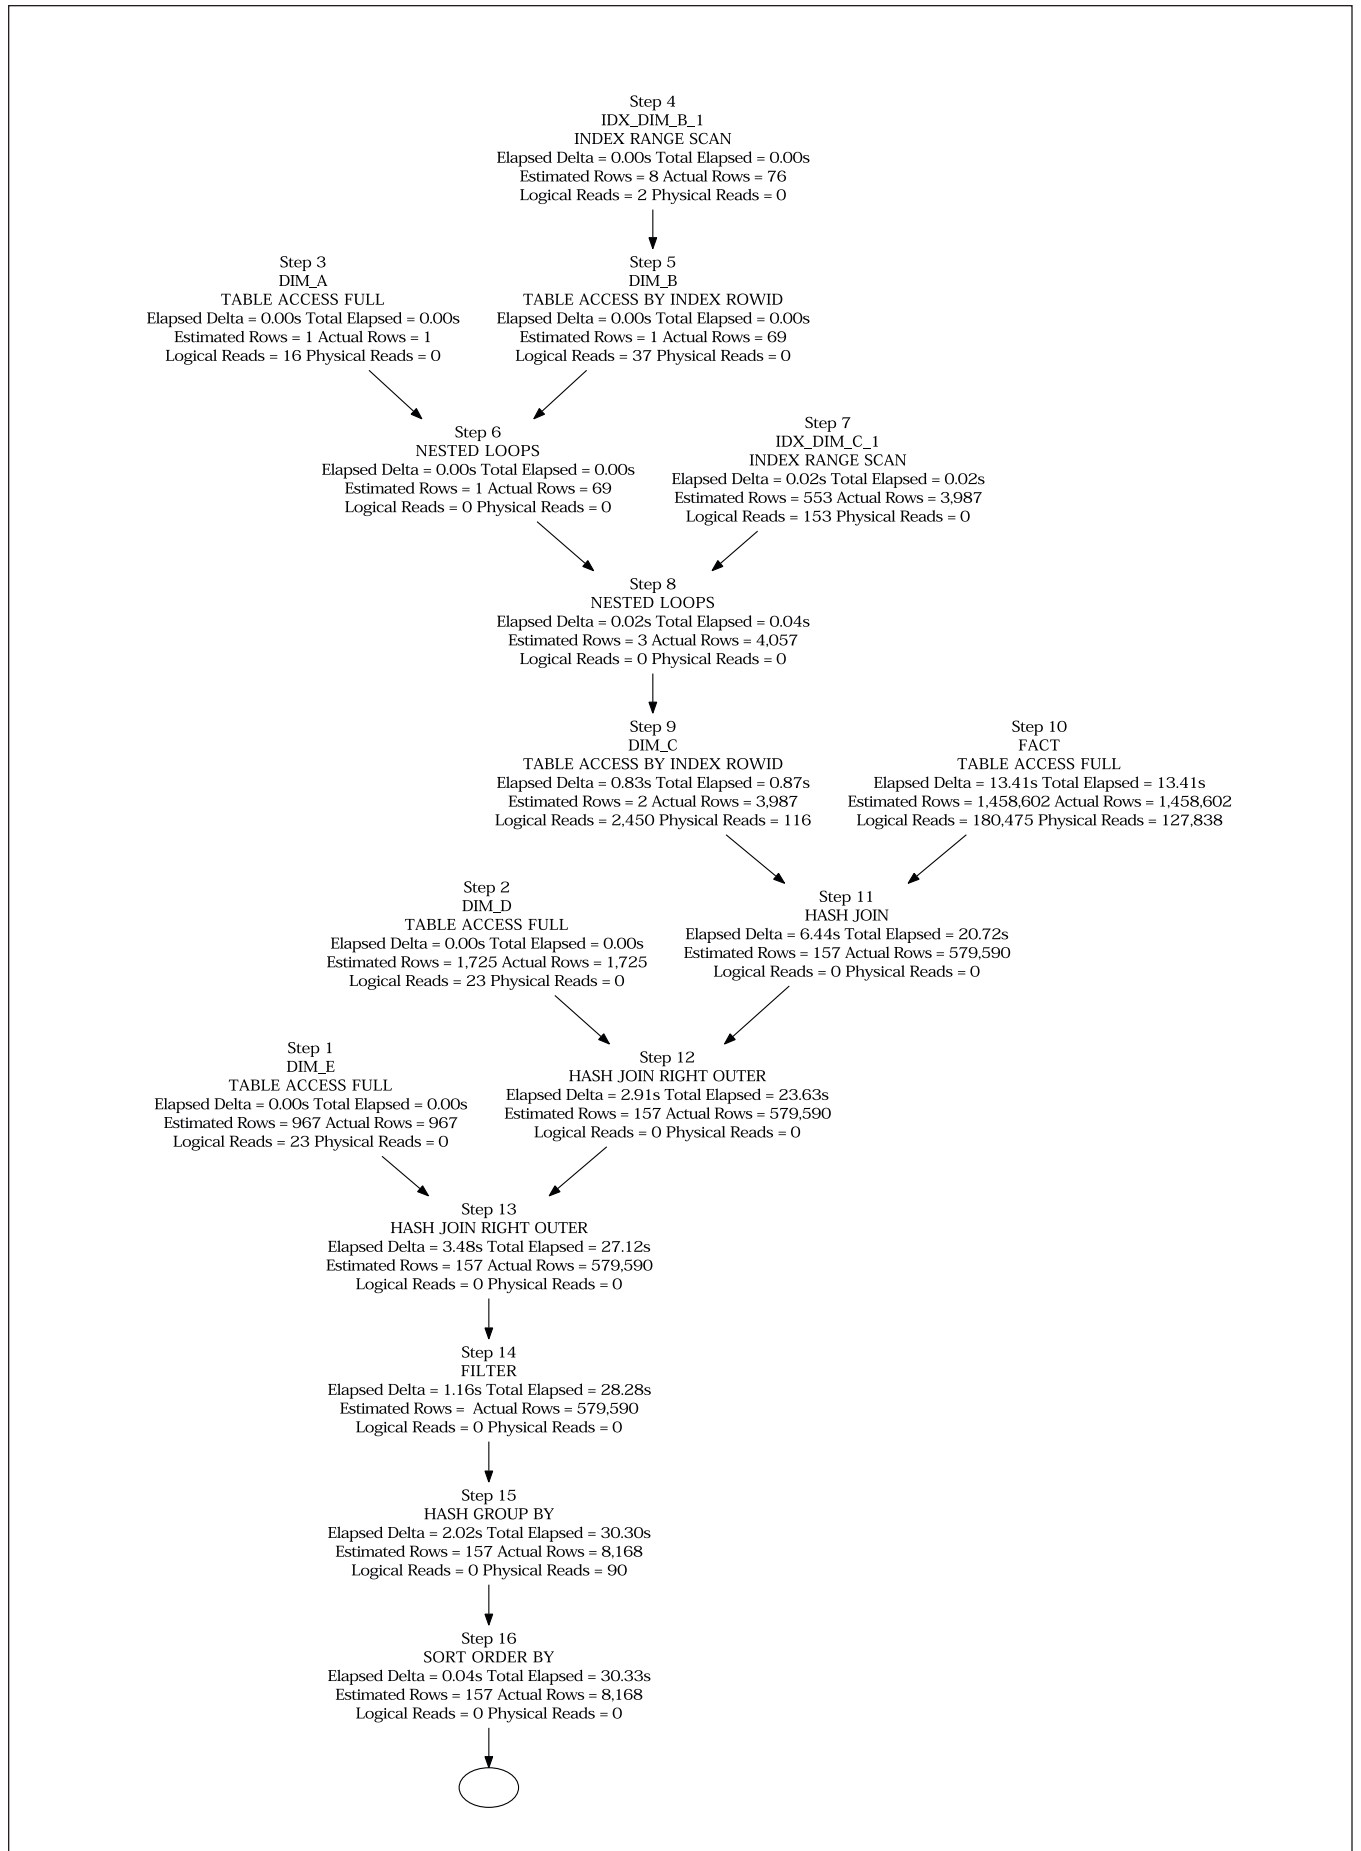 Step 4
IDX_DIM_B_1
INDEX RANGE SCAN
Elapsed Delta = 0.00s Total Elapsed = 0.00s
Estimated Rows = 8 Actual Rows = 76
Logical Reads = 2 Physical Reads = 0
Step 3
DIM_A
TABLE ACCESS FULL
Elapsed Delta = 0.00s Total Elapsed = 0.00s
Estimated Rows = 1 Actual Rows = 1
Logical Reads = 16 Physical Reads = 0
Step 5
DIM_B
TABLE ACCESS BY INDEX ROWID
Elapsed Delta = 0.00s Total Elapsed = 0.00s
Estimated Rows = 1 Actual Rows = 69
Logical Reads = 37 Physical Reads = 0
Step 6
NESTED LOOPS
Elapsed Delta = 0.00s Total Elapsed = 0.00s
Estimated Rows = 1 Actual Rows = 69
Logical Reads = 0 Physical Reads = 0
Step 7
IDX_DIM_C_1
INDEX RANGE SCAN
Elapsed Delta = 0.02s Total Elapsed = 0.02s
Estimated Rows = 553 Actual Rows = 3,987
Logical Reads = 153 Physical Reads = 0
Step 8
NESTED LOOPS
Elapsed Delta = 0.02s Total Elapsed = 0.04s
Estimated Rows = 3 Actual Rows = 4,057
Logical Reads = 0 Physical Reads = 0
Step 9
DIM_C
TABLE ACCESS BY INDEX ROWID
Elapsed Delta = 0.83s Total Elapsed = 0.87s
Estimated Rows = 2 Actual Rows = 3,987
Logical Reads = 2,450 Physical Reads = 116
Step 10
FACT
TABLE ACCESS FULL
Elapsed Delta = 13.41s Total Elapsed = 13.41s
Estimated Rows = 1,458,602 Actual Rows = 1,458,602
Logical Reads = 180,475 Physical Reads = 127,838
Step 2
DIM_D
TABLE ACCESS FULL
Elapsed Delta = 0.00s Total Elapsed = 0.00s
Estimated Rows = 1,725 Actual Rows = 1,725
Logical Reads = 23 Physical Reads = 0
Step 11
HASH JOIN
Elapsed Delta = 6.44s Total Elapsed = 20.72s
Estimated Rows = 157 Actual Rows = 579,590
Logical Reads = 0 Physical Reads = 0
Step 1
DIM_E
TABLE ACCESS FULL
Elapsed Delta = 0.00s Total Elapsed = 0.00s
Estimated Rows = 967 Actual Rows = 967
Logical Reads = 23 Physical Reads = 0
Step 12
HASH JOIN RIGHT OUTER
Elapsed Delta = 2.91s Total Elapsed = 23.63s
Estimated Rows = 157 Actual Rows = 579,590
Logical Reads = 0 Physical Reads = 0
Step 13
HASH JOIN RIGHT OUTER
Elapsed Delta = 3.48s Total Elapsed = 27.12s
Estimated Rows = 157 Actual Rows = 579,590
Logical Reads = 0 Physical Reads = 0
Step 14
FILTER
Elapsed Delta = 1.16s Total Elapsed = 28.28s
Estimated Rows =  Actual Rows = 579,590
Logical Reads = 0 Physical Reads = 0
Step 15
HASH GROUP BY
Elapsed Delta = 2.02s Total Elapsed = 30.30s
Estimated Rows = 157 Actual Rows = 8,168
Logical Reads = 0 Physical Reads = 90
Step 16
SORT ORDER BY
Elapsed Delta = 0.04s Total Elapsed = 30.33s
Estimated Rows = 157 Actual Rows = 8,168
Logical Reads = 0 Physical Reads = 0